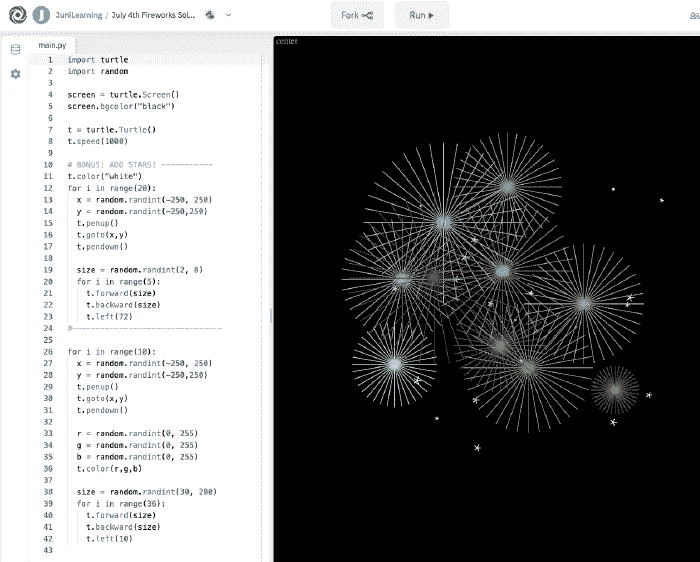 J JuniLearning / July 4th Fireworks Sol...
Fork
Run
main.py
center
1 import turtle
2 import random
3
4 screen = turtle.Screen()
5 screen.bgcolor("black")
6
7 t = turtle.Turtle()
8 t.speed(1000)
9
10 # BONUS: ADD STARS! -----------
11 t.color("white")
12 for i in range(20):
13 x = random.randint(-250, 250)
14 y = random.randint(-250,250)
15 t.penup()
16 t.goto(x,y)
17 t.pendown()
18
19 size = random.randint(2, 8)
20 for i in range(5):
21 t.forward(size)
22 t.backward(size)
23 t.left(72)
24 #--------------------------------
25
26 for i in range(10):
27 x = random.randint(-250, 250)
28 y = random.randint(-250,250)
29 t.penup()
30 t.goto(x,y)
31 t.pendown()
32
33 r = random.randint(0, 255)
34 g = random.randint(0, 255)
35 b = random.randint(0, 255)
36 t.color(r,g,b)
37
38 size = random.randint(30, 200)
39 for i in range(36):
40 t.forward(size)
41 t.backward(size)
42 t.left(10)
43